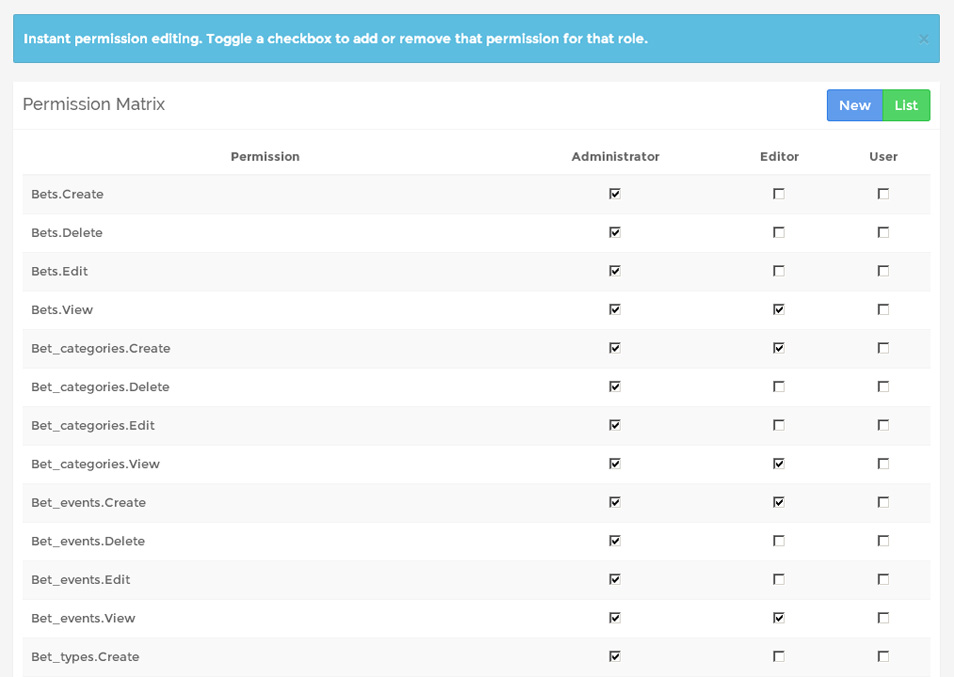 Instant permission editing. Toggle a checkbox to add or remove that permission for that role. ×
Permission Matrix New List
Permission Administrator Editor User
Bets.Create
Bets.Delete
Bets.Edit
Bets.View
Bet_categories.Create
Bet_categories.Delete
Bet_categories.Edit
Bet_categories.View
Bet_events.Create
Bet_events.Delete
Bet_events.Edit
Bet_events.View
Bet_types.Create